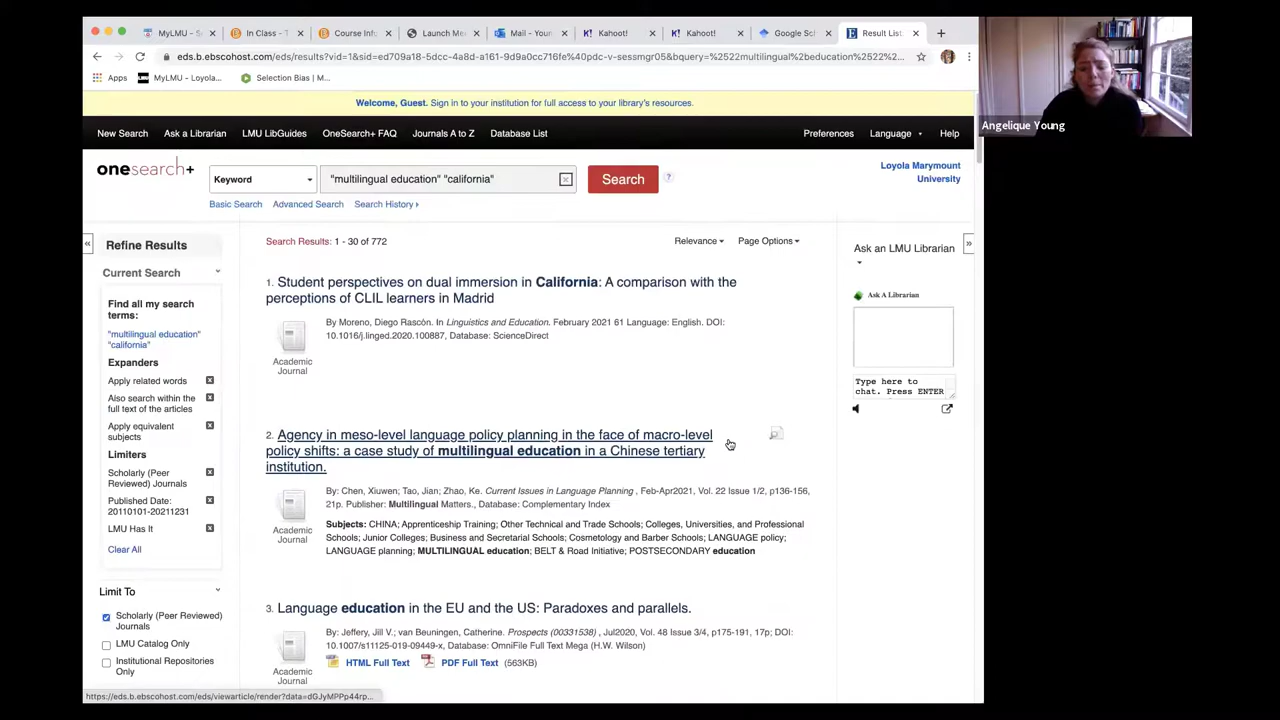 MyLMU - S
In Class - T
Course Infu
Launch Me
Mail - Youn
Kahoot!
Kahoot!
Google Sch
Result List
eds.b.ebscohost.com/eds/results?vid=1&sid=ed709a18-5dcc-4a8d-a161-9d9a0cc716fe%40pdc-v-sessmgr05&bquery=%2522multilingual%2beducation%2522%2...
Apps
MyLMU - Loyola...
Selection Bias | M...
Angelique Young
Welcome, Guest. Sign in to your institution for full access to your library's resources.
New Search
Ask a Librarian
LMU LibGuides
OneSearch+ FAQ
Journals A to Z
Database List
Preferences
Language
Help
onesearch+
Keyword
"multilingual education" "california"
Search
?
Loyola Marymount
University
Basic Search
Advanced Search
Search History
Refine Results
Current Search
Find all my search
terms:
"multilingual education"
"california"
Expanders
Apply related words
Also search within the
full text of the articles
Apply equivalent
subjects
Limiters
Scholarly (Peer
Reviewed) Journals
Published Date:
20110101-20211231
LMU Has It
Clear All
Limit To
Scholarly (Peer Reviewed)
Journals
LMU Catalog Only
Institutional Repositories
Only
Search Results: 1 - 30 of 772
Relevance
Page Options
1. Student perspectives on dual immersion in California: A comparison with the
perceptions of CLIL learners in Madrid
By Moreno, Diego Rascón. In Linguistics and Education. February 2021 61 Language: English. DOI:
10.1016/j.linged.2020.100887, Database: ScienceDirect
Academic
Journal
2. Agency in meso-level language policy planning in the face of macro-level
policy shifts: a case study of multilingual education in a Chinese tertiary
institution.
By: Chen, Xiuwen; Tao, Jian; Zhao, Ke. Current Issues in Language Planning , Feb-Apr2021, Vol. 22 Issue 1/2, p136-156,
21p. Publisher: Multilingual Matters., Database: Complementary Index
Academic
Journal
Subjects: CHINA; Apprenticeship Training; Other Technical and Trade Schools; Colleges, Universities, and Professional
Schools; Junior Colleges; Business and Secretarial Schools; Cosmetology and Barber Schools; LANGUAGE policy;
LANGUAGE planning; MULTILINGUAL education; BELT & Road Initiative; POSTSECONDARY education
3. Language education in the EU and the US: Paradoxes and parallels.
By: Jeffery, Jill V.; van Beuningen, Catherine. Prospects (00331538) , Jul2020, Vol. 48 Issue 3/4, p175-191, 17p; DOI:
10.1007/s11125-019-09449-x, Database: OmniFile Full Text Mega (H.W. Wilson)
HTML Full Text
PDF Full Text (563KB)
Academic
Journal
Ask an LMU Librarian
Ask A Librarian
Type here to
chat. Press ENTER
https://eds.b.ebscohost.com/eds/viewarticle/render?data=dGJyMPPp44rp...